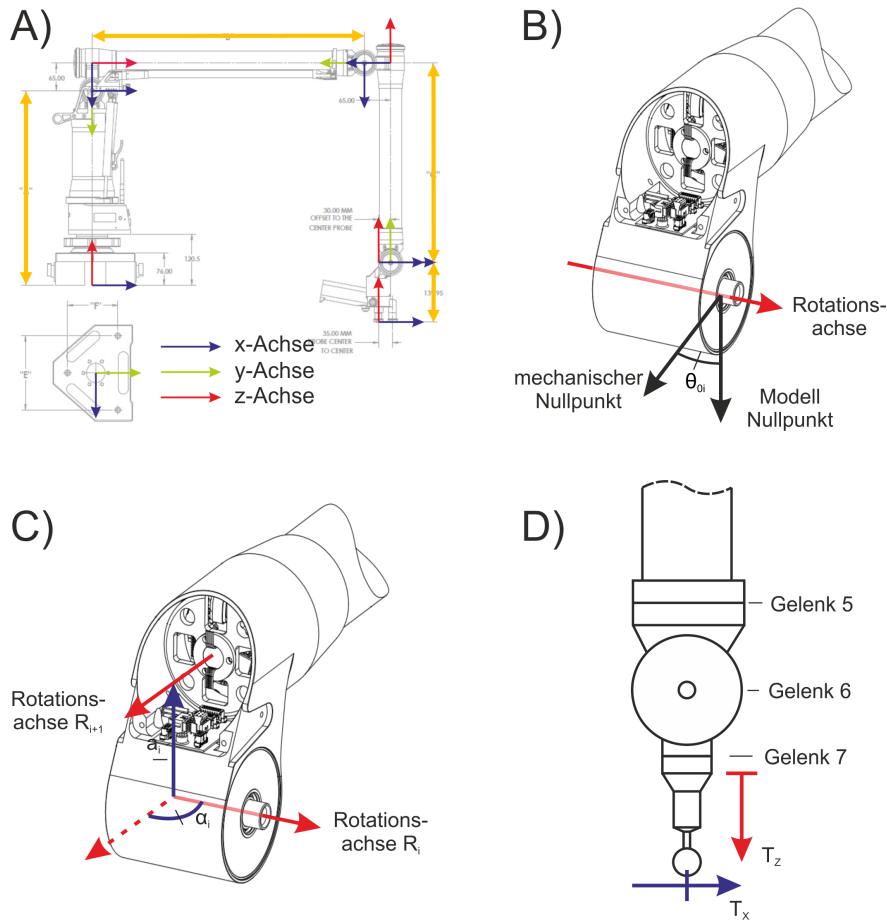 A)
65.00
65.00
30.00 MM
OFFSET TO THE
CENTER PROBE
120.5
76.00
"F"
"E"
35.00 MM
TO CENTER
x-Achse
y-Achse
z-Achse
B)
Rotations-
achse
mechanischer
Nullpunkt
θ0i
Modell
Nullpunkt
C)
Rotations-
achse Ri+1
ai
αi
Rotations-
achse Ri
D)
Gelenk 5
Gelenk 6
Gelenk 7
TZ
TX